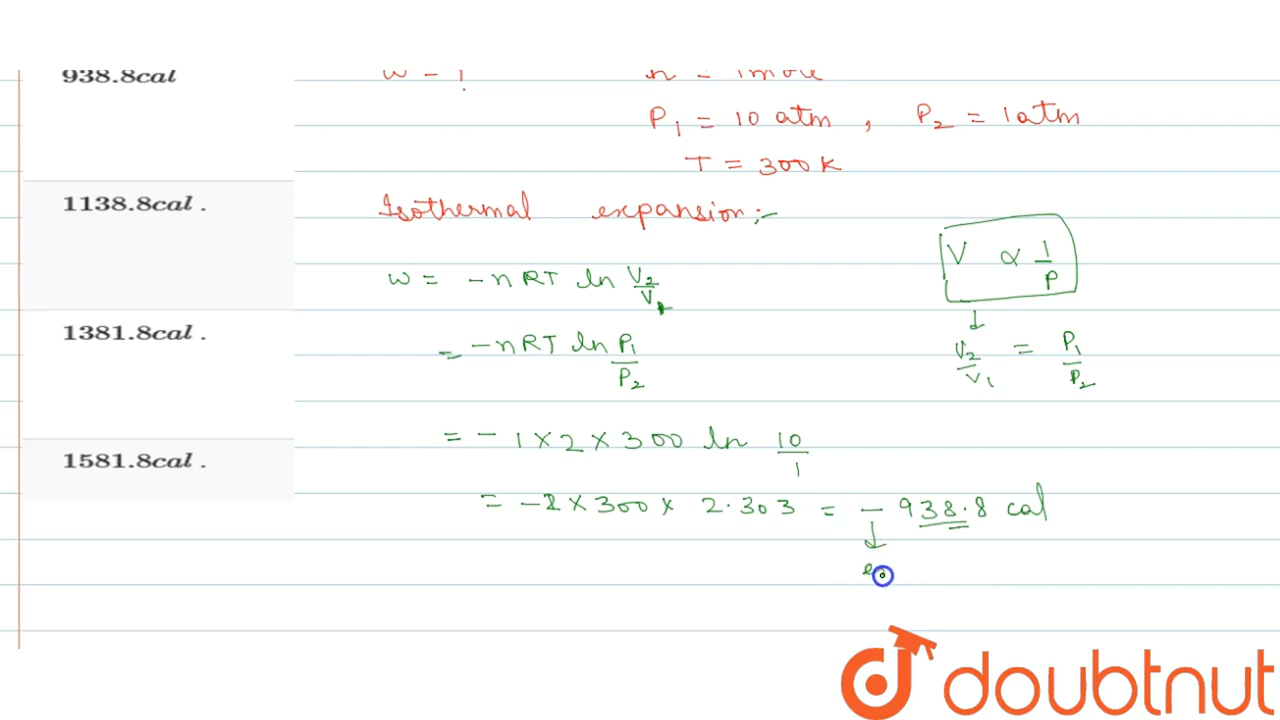 938.8cal
P₁ = 10 atm , P₂ = 1 atm
T = 300 K
1138.8cal .
Isothermal expansion :-
V ∝ 1/P
w = -nRT ln V₂/V₁
1381.8cal .
= -nRT ln P₁/P₂
V₂/V₁ = P₁/P₂
= - 1 × 2 × 300 ln 10/1
1581.8cal .
= -2 × 300 × 2.303 = - 938.8 cal
doubtnut